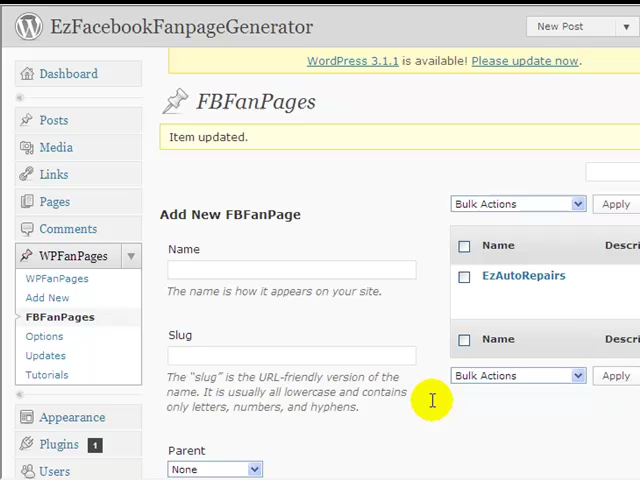 EzFacebookFanpageGenerator
New Post
WordPress 3.1.1 is available! Please update now.
Dashboard
FBFanPages
Posts
Item updated.
Media
Links
Pages
Bulk Actions
Apply
Add New FBFanPage
Comments
Name
Descri
WPFanPages
Name
EzAutoRepairs
WPFanPages
The name is how it appears on your site.
Add New
FBFanPages
Options
Slug
Name
Descri
Updates
Tutorials
The “slug” is the URL-friendly version of the
name. It is usually all lowercase and contains
only letters, numbers, and hyphens.
Bulk Actions
Apply
Appearance
Plugins 1
Parent
Users
None